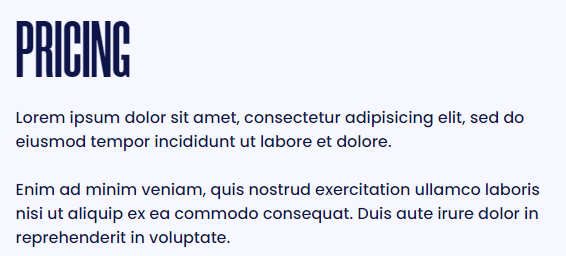 PRICING
Lorem ipsum dolor sit amet, consectetur adipisicing elit, sed do
eiusmod tempor incididunt ut labore et dolore.
Enim ad minim veniam, quis nostrud exercitation ullamco laboris
nisi ut aliquip ex ea commodo consequat. Duis aute irure dolor in
reprehenderit in voluptate.